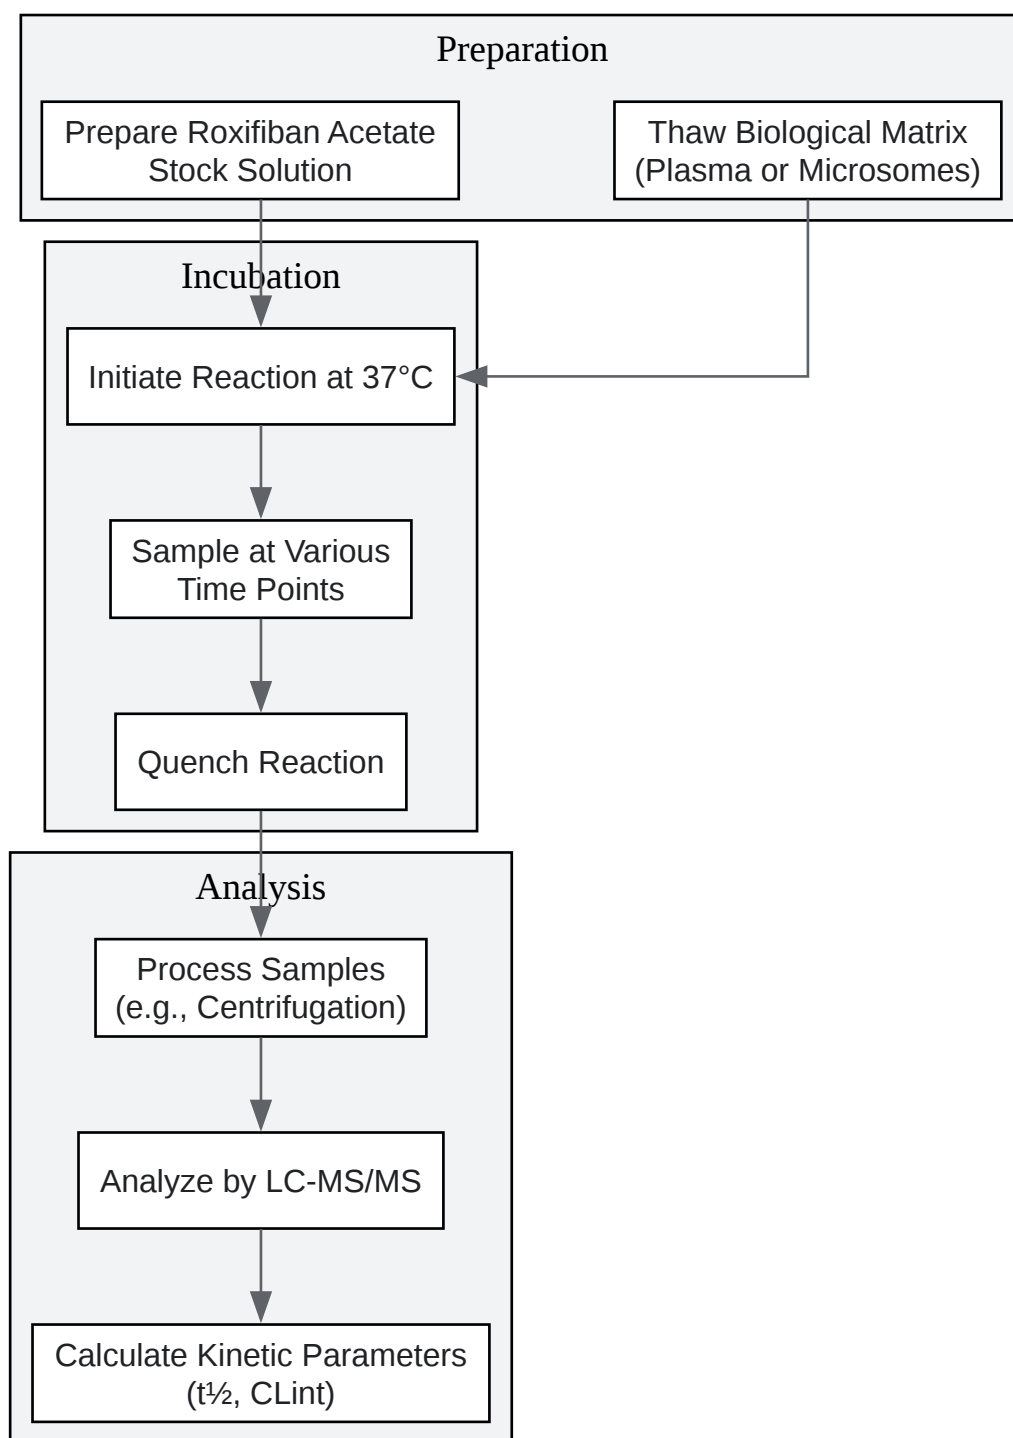 Preparation
Prepare Roxifiban Acetate
Stock Solution
Thaw Biological Matrix
(Plasma or Microsomes)
Incubation
Initiate Reaction at 37°C
Sample at Various
Time Points
Quench Reaction
Analysis
Process Samples
(e.g., Centrifugation)
Analyze by LC-MS/MS
Calculate Kinetic Parameters
(t½, CLint)